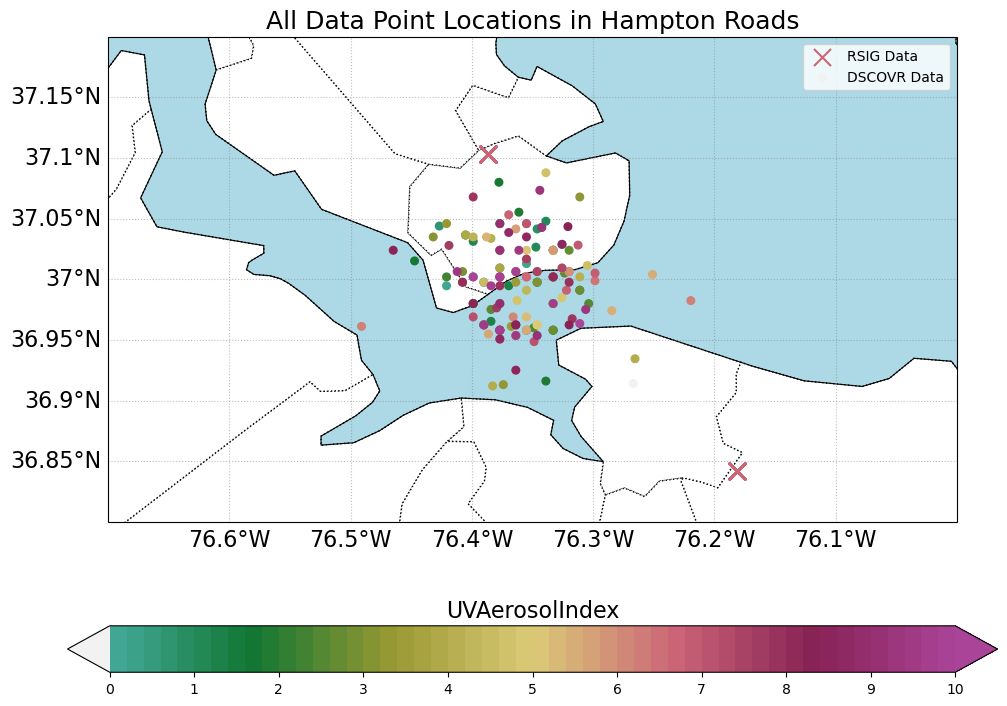 All Data Point Locations in Hampton Roads
RSIG Data
DSCOVR Data
37.15°N
37.1°N
37.05°N
37°N
36.95°N
36.9°N
36.85°N
76.6°W 76.5°W 76.4°W 76.3°W 76.2°W 76.1°W
UVAerosolIndex
0 1 2 3 4 5 6 7 8 9 10